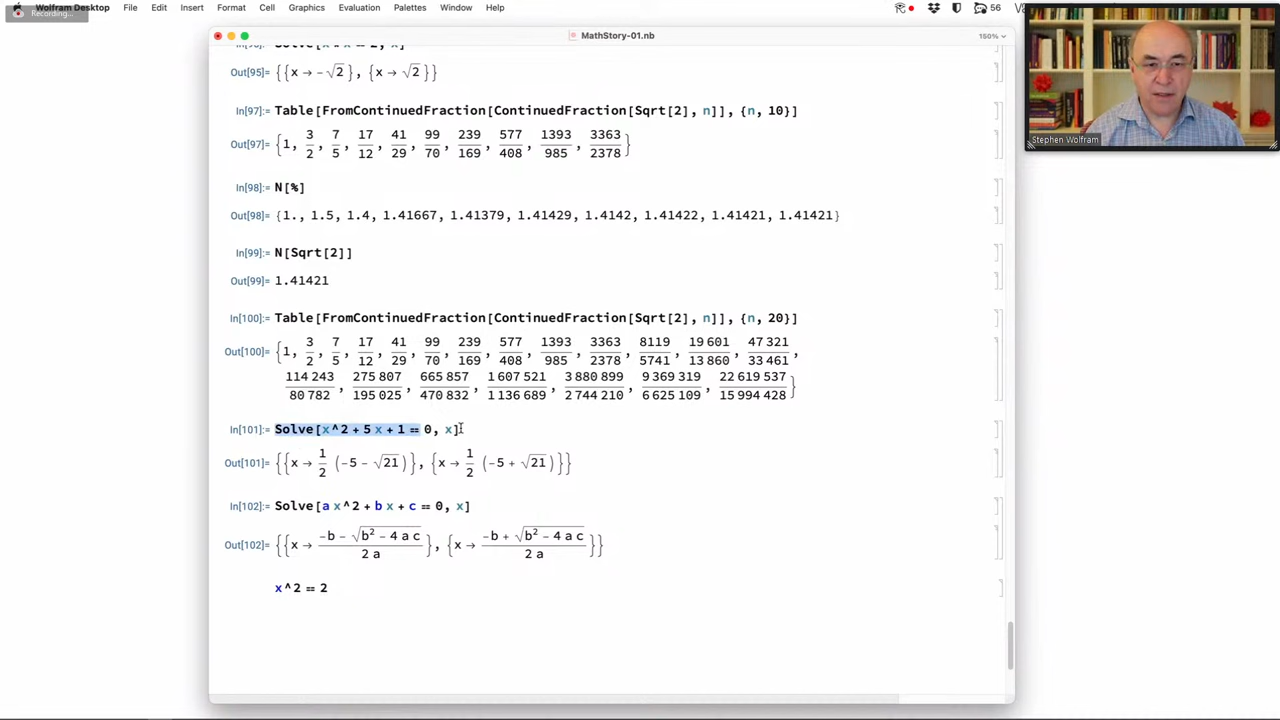 Wolfram Desktop File Edit Insert Format Cell Graphics Evaluation Palettes Window Help 56
Recording...
MathStory-01.nb 150%
Out[95]= {{x → -√2}, {x → √2}}
In[97]:= Table[FromContinuedFraction[ContinuedFraction[Sqrt[2], n]], {n, 10}]
Out[97]= {1, 3/2, 7/5, 17/12, 41/29, 99/70, 239/169, 577/408, 1393/985, 3363/2378}
In[98]:= N[%]
Out[98]= {1., 1.5, 1.4, 1.41667, 1.41379, 1.41429, 1.4142, 1.41422, 1.41421, 1.41421}
In[99]:= N[Sqrt[2]]
Out[99]= 1.41421
In[100]:= Table[FromContinuedFraction[ContinuedFraction[Sqrt[2], n]], {n, 20}]
Out[100]= {1, 3/2, 7/5, 17/12, 41/29, 99/70, 239/169, 577/408, 1393/985, 3363/2378, 8119/5741, 19 601/13 860, 47 321/33 461,
114 243/80 782, 275 807/195 025, 665 857/470 832, 1 607 521/1 136 689, 3 880 899/2 744 210, 9 369 319/6 625 109, 22 619 537/15 994 428}
In[101]:= Solve[x^2 + 5 x + 1 == 0, x]
Out[101]= {{x → 1/2 (-5 - √21)}, {x → 1/2 (-5 + √21)}}
In[102]:= Solve[a x^2 + b x + c == 0, x]
Out[102]= {{x → (-b - √(b² - 4 a c))/(2 a)}, {x → (-b + √(b² - 4 a c))/(2 a)}}
x^2 == 2
Stephen Wolfram